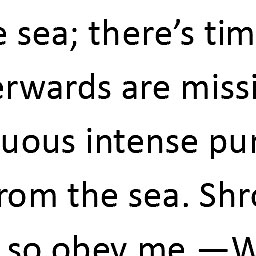 e sea; there’s tim
erwards are missi
uous intense pur
rom the sea. Shro
so obey me —W